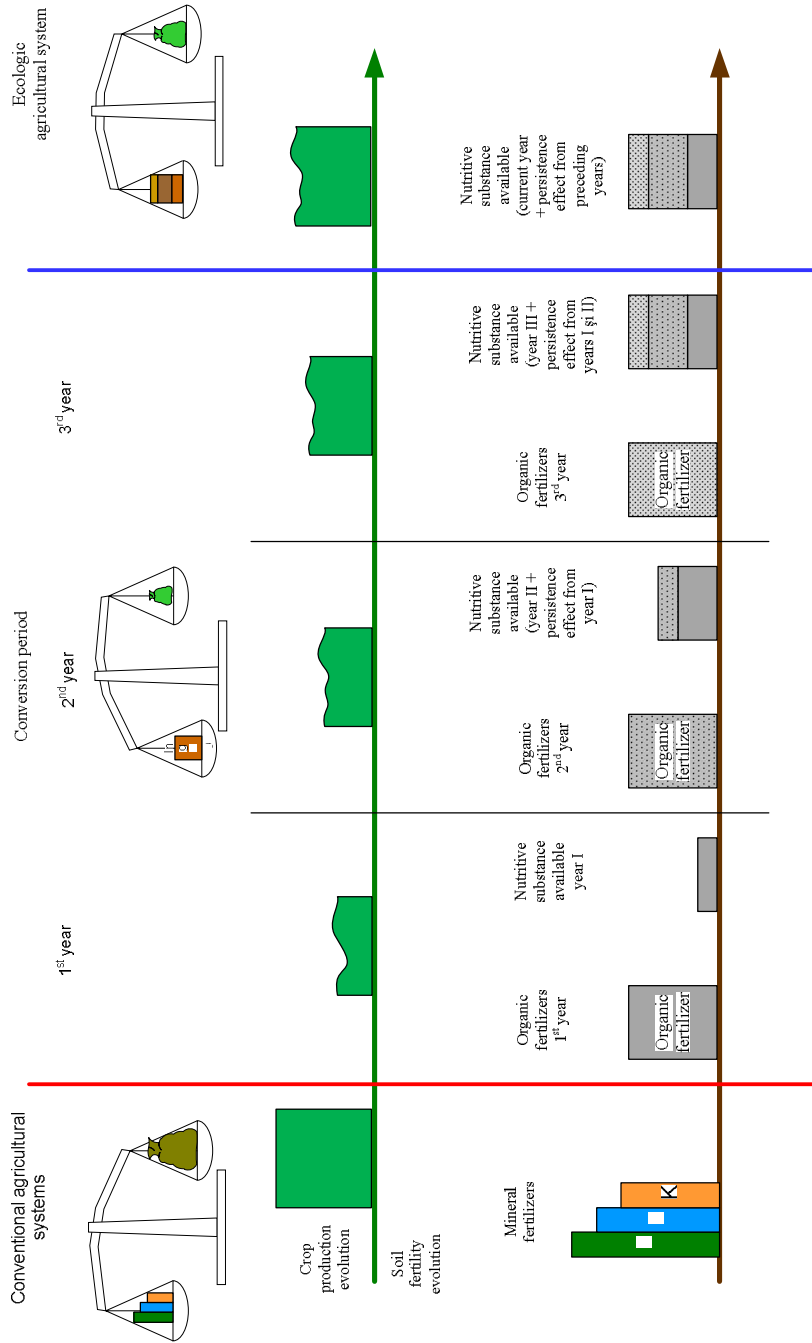 Conventional agricultural
systems
Conversion period
1st year
2nd year
3rd year
Ecologic
agricultural system
Crop
production
evolution
Soil
fertility
evolution
Mineral
fertilizers
K
Organic
fertilizers
1st year
Organic
fertilizer
Nutritive
substance
available
year I
Organic
fertilizers
2nd year
Organic
fertilizer
Nutritive
substance
available
(year II +
persistence
effect from
year I)
Organic
fertilizers
3rd year
Organic
fertilizer
Nutritive
substance
available
(year III +
persistence
effect from
years I și II)
Nutritive
substance
available
(current year
+ persistence
effect from
preceding
years)